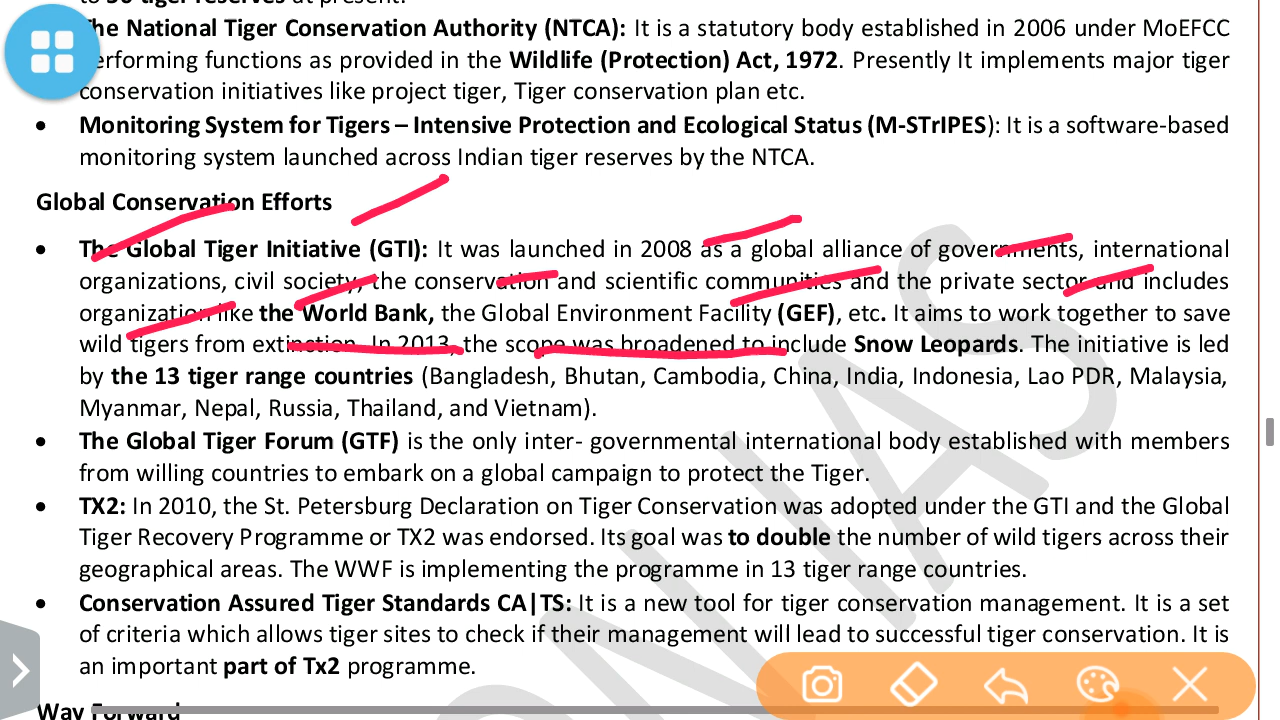 to 50 tiger reserves at present.
The National Tiger Conservation Authority (NTCA): It is a statutory body established in 2006 under MoEFCC
performing functions as provided in the Wildlife (Protection) Act, 1972. Presently It implements major tiger
conservation initiatives like project tiger, Tiger conservation plan etc.
• Monitoring System for Tigers – Intensive Protection and Ecological Status (M-STrIPES): It is a software-based
monitoring system launched across Indian tiger reserves by the NTCA.
Global Conservation Efforts
• The Global Tiger Initiative (GTI): It was launched in 2008 as a global alliance of governments, international
organizations, civil society, the conservation and scientific communities and the private sector and includes
organization like the World Bank, the Global Environment Facility (GEF), etc. It aims to work together to save
wild tigers from extinction. In 2013, the scope was broadened to include Snow Leopards. The initiative is led
by the 13 tiger range countries (Bangladesh, Bhutan, Cambodia, China, India, Indonesia, Lao PDR, Malaysia,
Myanmar, Nepal, Russia, Thailand, and Vietnam).
• The Global Tiger Forum (GTF) is the only inter- governmental international body established with members
from willing countries to embark on a global campaign to protect the Tiger.
• TX2: In 2010, the St. Petersburg Declaration on Tiger Conservation was adopted under the GTI and the Global
Tiger Recovery Programme or TX2 was endorsed. Its goal was to double the number of wild tigers across their
geographical areas. The WWF is implementing the programme in 13 tiger range countries.
• Conservation Assured Tiger Standards CA|TS: It is a new tool for tiger conservation management. It is a set
of criteria which allows tiger sites to check if their management will lead to successful tiger conservation. It is
an important part of Tx2 programme.
Way Forward
ON IAS